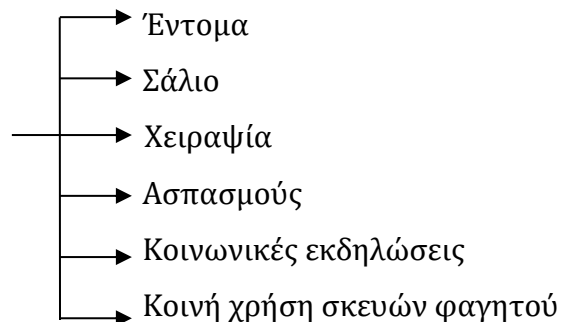 Έντομα
Σάλιο
Χειραψία
Ασπασμούς
Κοινωνικές εκδηλώσεις
Κοινή χρήση σκευών φαγητού